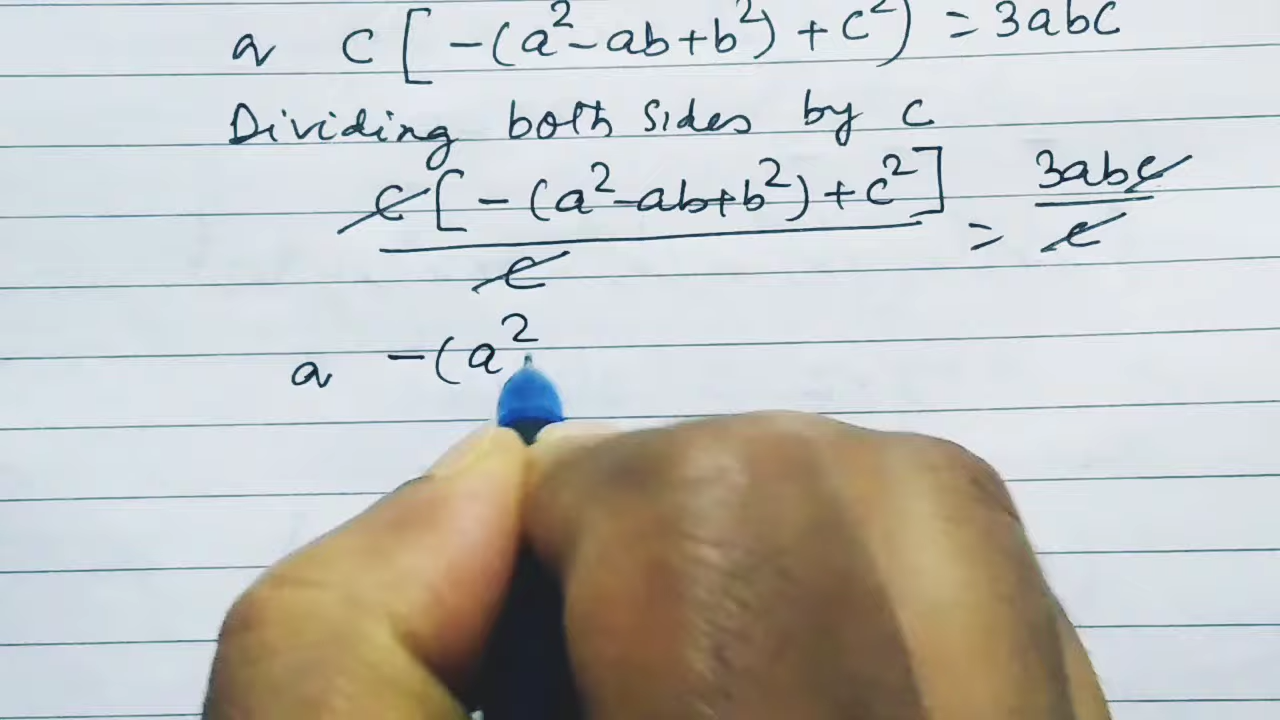 a c [ -(a²-ab+b²) + c² ) = 3abc
Dividing both sides by c
c [ -(a²-ab+b²) + c² ] / c = 3abc / c
a -(a²